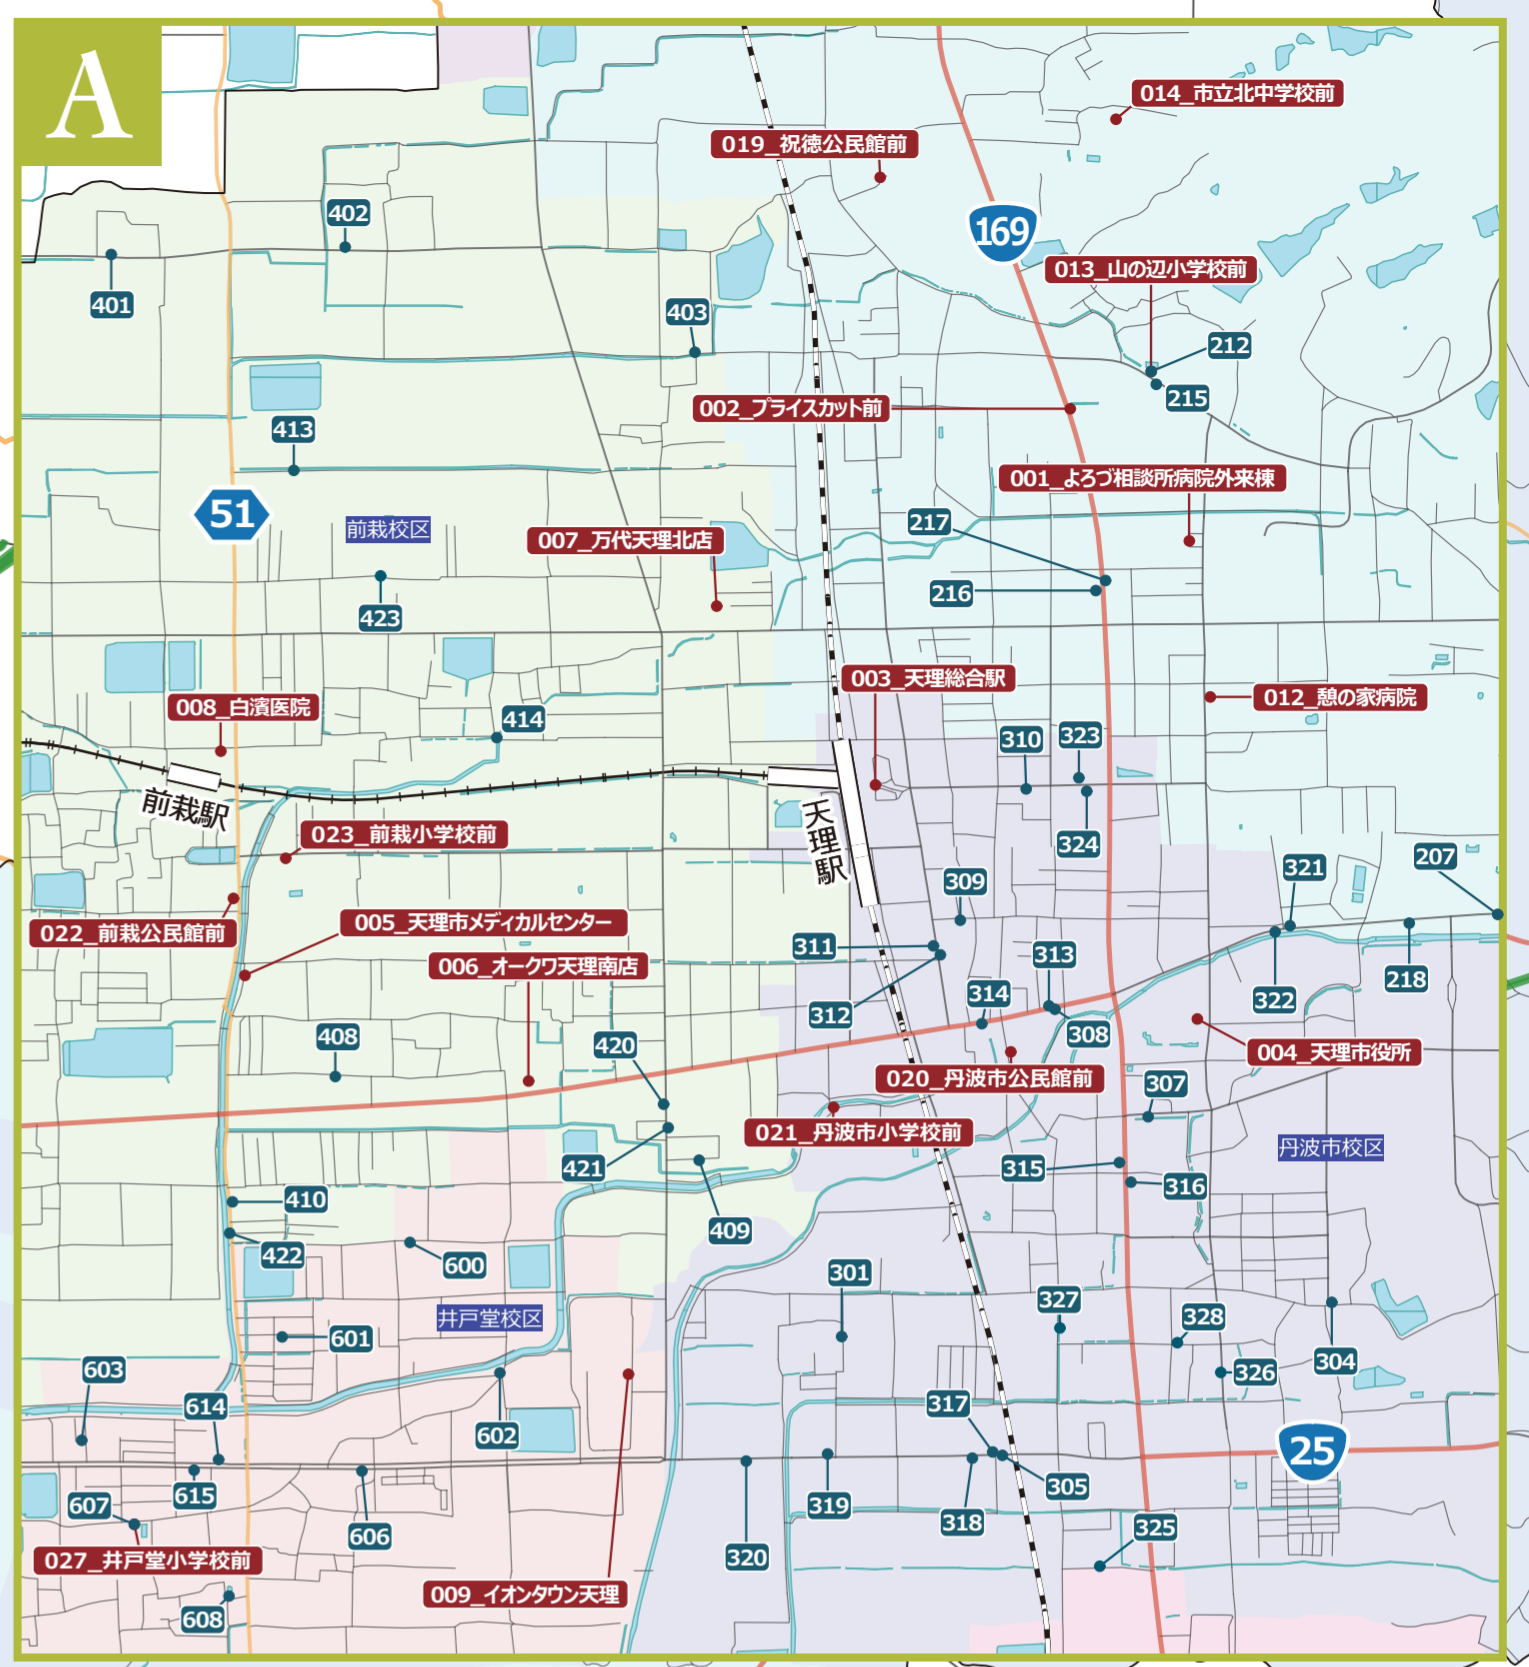 A
014_市立北中学校前
019_祝徳公民館前
402
169
013_山の辺小学校前
401
403
212
215
002_プライスカット前
413
001_よろづ相談所病院外来棟
51
前栽校区
217
007_万代天理北店
216
423
003_天理総合駅
012_憩の家病院
008_白濱医院
414
310
323
前栽駅
天理駅
023_前栽小学校前
324
207
321
309
005_天理市メディカルセンター
022_前栽公民館前
311
313
006_オークワ天理南店
218
314
322
312
408
308
420
004_天理市役所
020_丹波市公民館前
307
021_丹波市小学校前
丹波市校区
421
315
316
410
409
422
600
301
327
井戸堂校区
328
601
304
603
326
317
614
602
25
305
615
607
319
318
325
606
320
027_井戸堂小学校前
009_イオンタウン天理
608